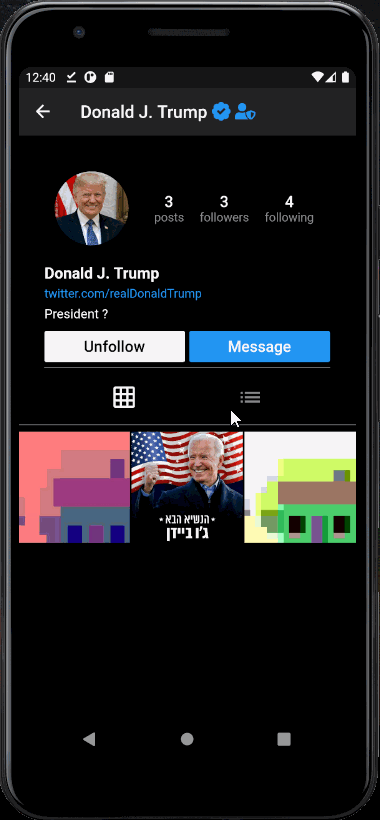 12:40
Donald J. Trump
3 3 4
posts followers following
Donald J. Trump
twitter.com/realDonaldTrump
President ?
Unfollow Message
* הנשיא הבא *
ג'ו ביידן